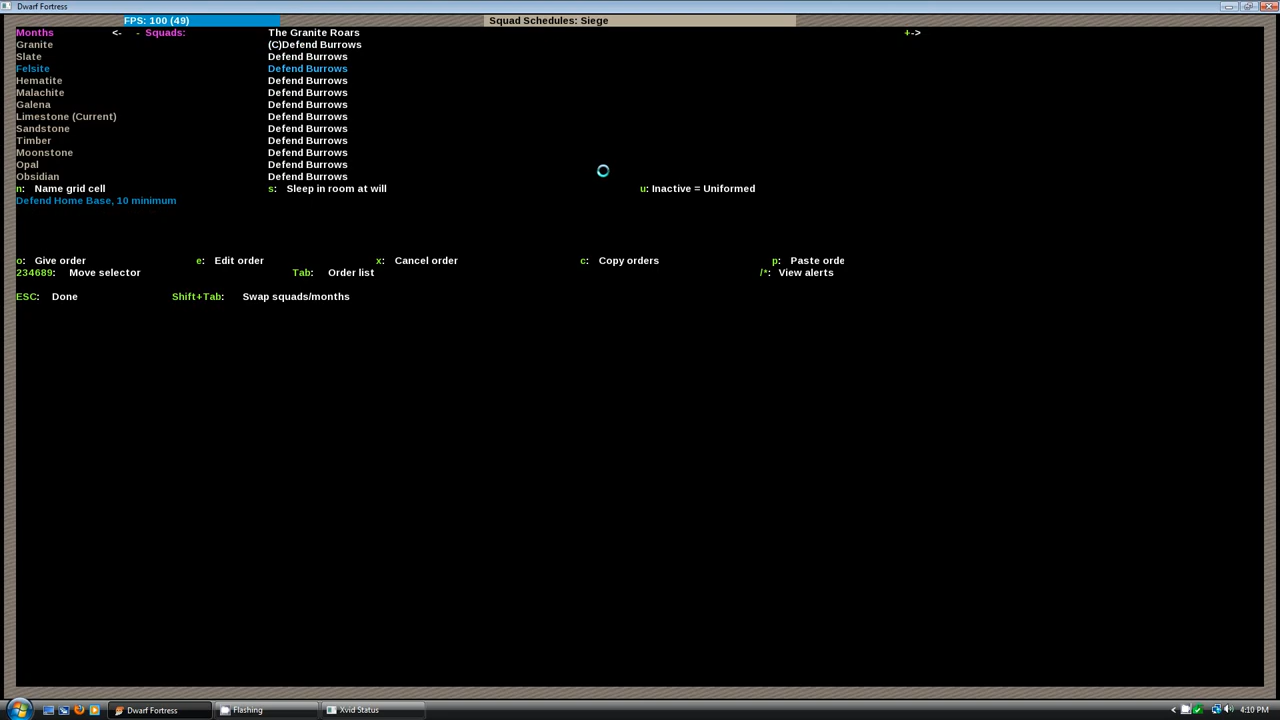 Dwarf Fortress
FPS: 100 (49) Squad Schedules: Siege
Months <- - Squads: The Granite Roars +->
Granite (C)Defend Burrows
Slate Defend Burrows
Felsite Defend Burrows
Hematite Defend Burrows
Malachite Defend Burrows
Galena Defend Burrows
Limestone (Current) Defend Burrows
Sandstone Defend Burrows
Timber Defend Burrows
Moonstone Defend Burrows
Opal Defend Burrows
Obsidian Defend Burrows
n: Name grid cell s: Sleep in room at will u: Inactive = Uniformed
Defend Home Base, 10 minimum
o: Give order e: Edit order x: Cancel order c: Copy orders p: Paste orde
234689: Move selector Tab: Order list /*: View alerts
ESC: Done Shift+Tab: Swap squads/months
Dwarf Fortress Flashing Xvid Status < 4:10 PM